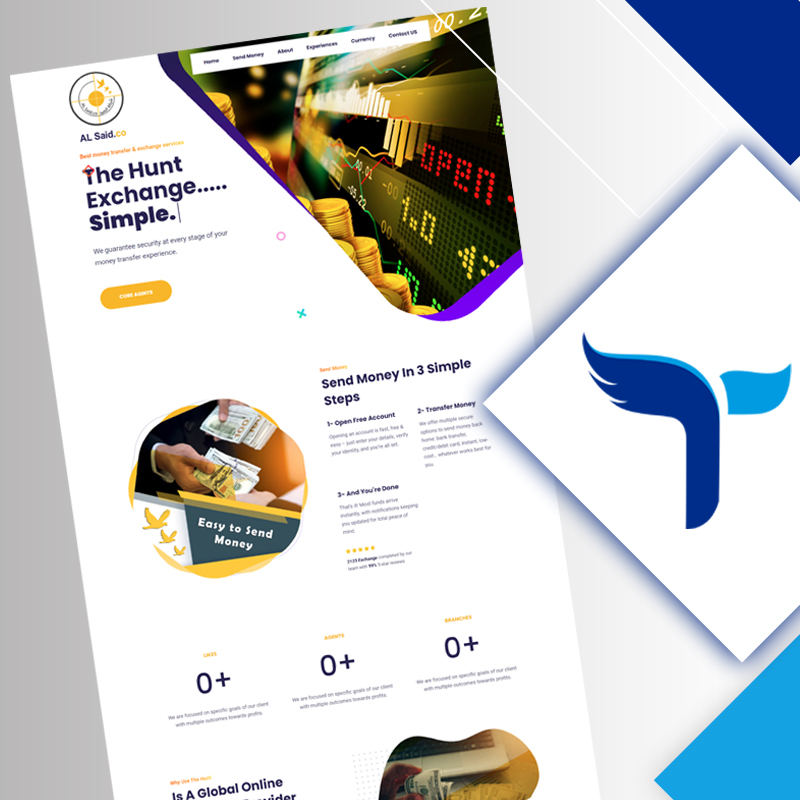 Home Send Money About Experiences Currency Contact US
AL Said.co
Best money transfer & exchange services
The Hunt
Exchange.....
Simple.
We guarantee security at every stage of your
money transfer experience.
CORE AGENTS
OPEN
00.01
-05.22
1.0
Send Money
Send Money In 3 Simple
Steps
1- Open Free Account
Opening an account is fast, free &
easy – just enter your details, verify
your identity, and you're all set.
2- Transfer Money
We offer multiple secure
options to send money back
home: bank transfer,
credit/debit card, instant, low-
cost... whatever works best for
you.
3- And You're Done
That's it! Most funds arrive
instantly, with notifications keeping
you updated for total peace of
mind.
2125 Exchange completed by our
team with 99% 5-star reviews.
Easy to Send
Money
LIKES
0+
We are focused on specific goals of our client
with multiple outcomes towards profits.
AGENTS
0+
We are focused on specific goals of our client
with multiple outcomes towards profits.
BRANCHES
0+
We are focused on specific goals of our client
with multiple outcomes towards profits.
Why Use The Hunt
Is A Global Online